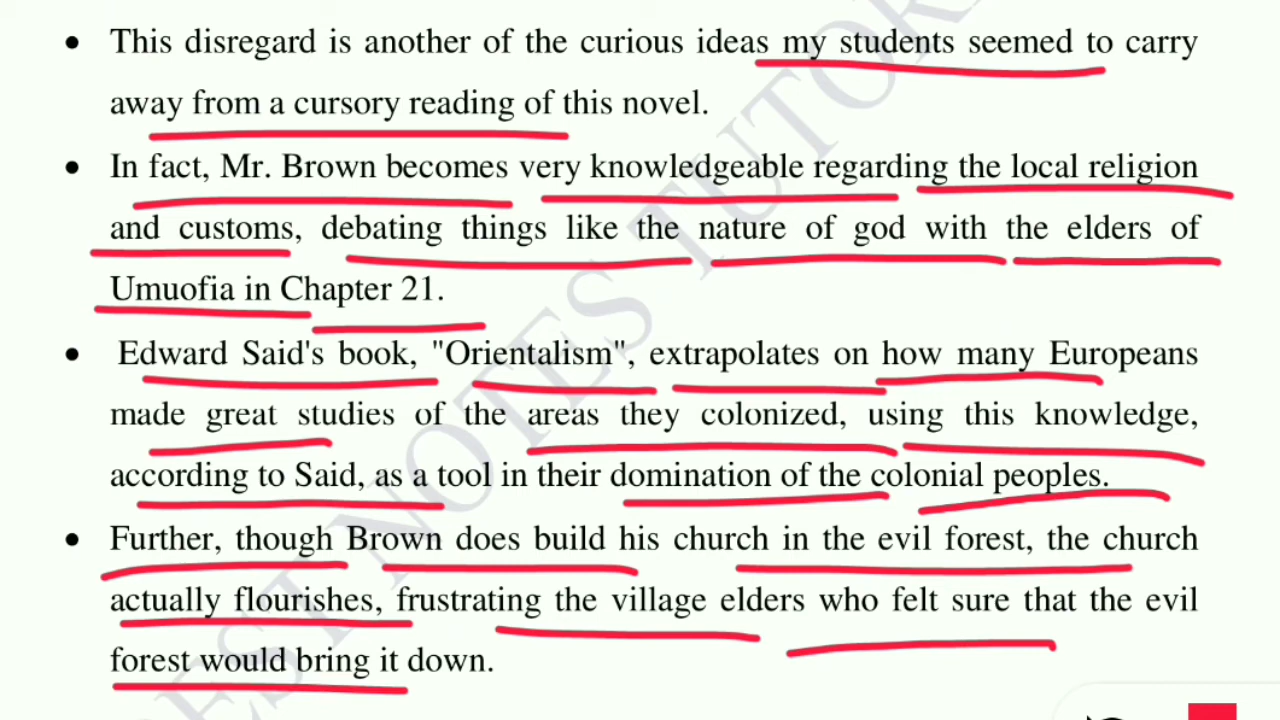 • This disregard is another of the curious ideas my students seemed to carry
away from a cursory reading of this novel.
• In fact, Mr. Brown becomes very knowledgeable regarding the local religion
and customs, debating things like the nature of god with the elders of
Umuofia in Chapter 21.
• Edward Said's book, "Orientalism", extrapolates on how many Europeans
made great studies of the areas they colonized, using this knowledge,
according to Said, as a tool in their domination of the colonial peoples.
• Further, though Brown does build his church in the evil forest, the church
actually flourishes, frustrating the village elders who felt sure that the evil
forest would bring it down.
EST NOTES TUTOR